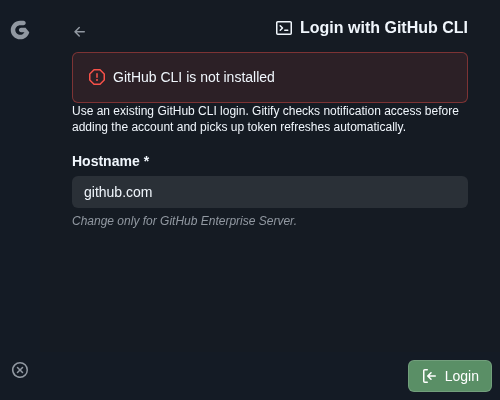 Login with GitHub CLI
GitHub CLI is not installed
Use an existing GitHub CLI login. Gitify checks notification access before
adding the account and picks up token refreshes automatically.
Hostname *
github.com
Change only for GitHub Enterprise Server.
Login